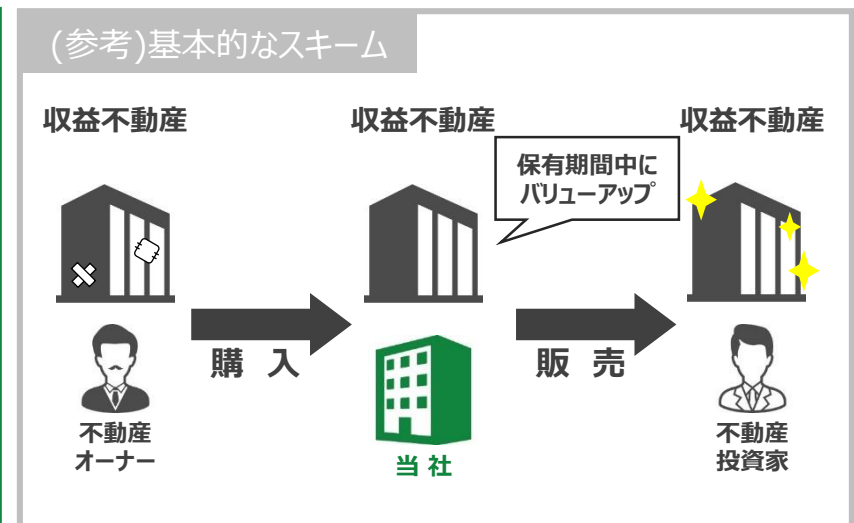 (参考)基本的なスキーム
収益不動産
収益不動産
収益不動産
保有期間中に
バリューアップ
購 入
販 売
不動産
オーナー
当 社
不動産
投資家